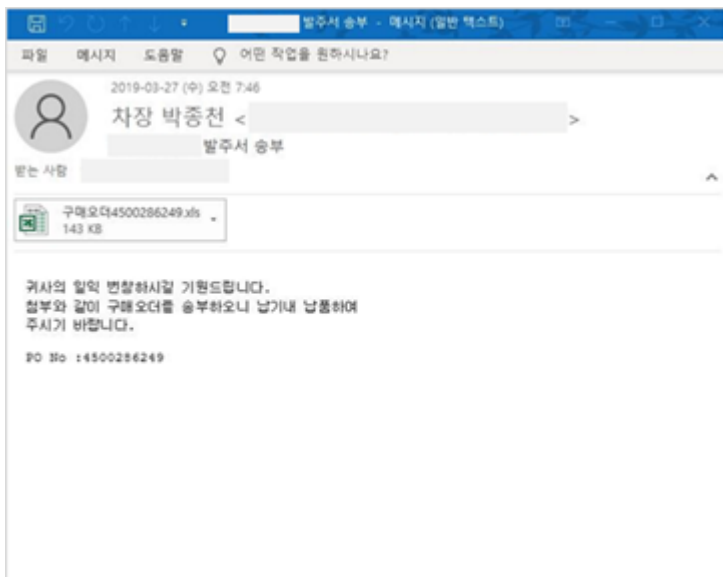 발주서 송부 - 메시지 (일반 텍스트)
파일 메시지 도움말 어떤 작업을 원하시나요?
2019-03-27 (수) 오전 7:46
차장 박종천 < >
발주서 송부
받는 사람
구매오더4500286249.xls
143 KB
귀사의 일익 번창하시길 기원드립니다.
첨부와 같이 구매오더를 송부하오니 납기내 납품하여
주시기 바랍니다.
PO No :4500286249